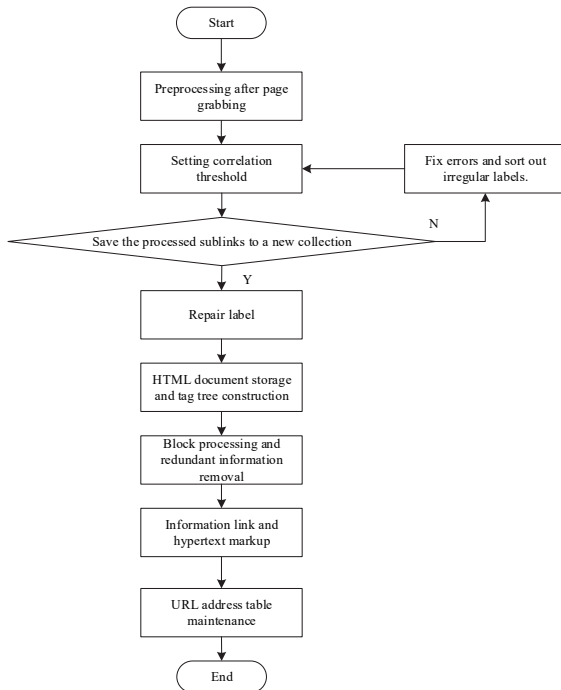 Start
Preprocessing after page
grabbing
Setting correlation
threshold
Fix errors and sort out
irregular labels.
N
Save the processed sublinks to a new collection
Y
Repair label
HTML document storage
and tag tree construction
Block processing and
redundant information
removal
Information link and
hypertext markup
URL address table
maintenance
End